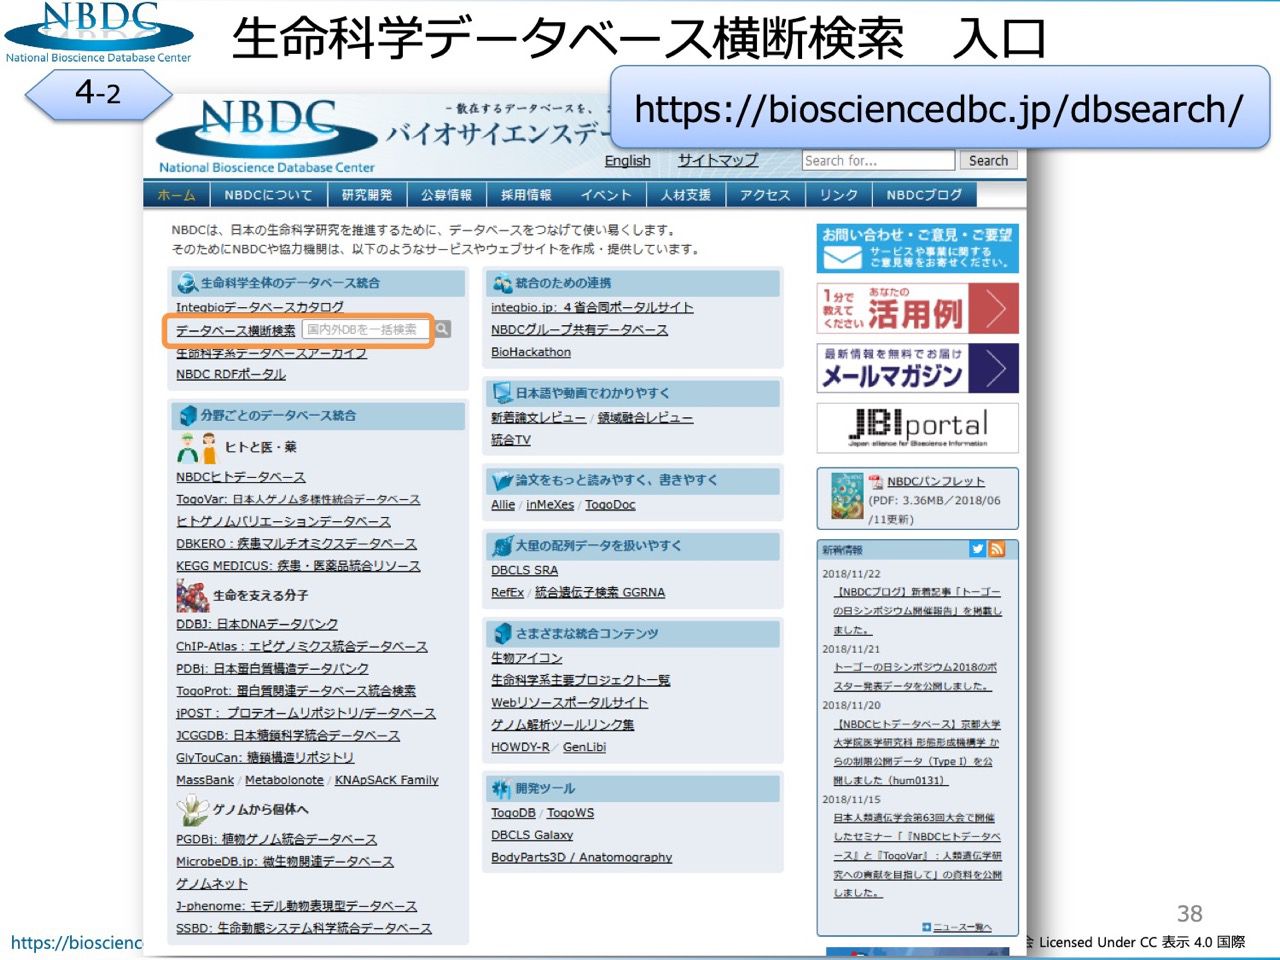 NBDC
National Bioscience Database Center
生命科学データベース横断検索　入口
4-2
https://biosciencedbc.jp/dbsearch/
NBDC
National Bioscience Database Center
- 散在するデータベースを、
バイオサイエンスデー
English
サイトマップ
Search for...
Search
ホーム
NBDCについて
研究開発
公募情報
採用情報
イベント
人材支援
アクセス
リンク
NBDCブログ
NBDCは、日本の生命科学研究を推進するために、データベースをつなげて使い易くします。
そのためにNBDCや協力機関は、以下のようなサービスやウェブサイトを作成・提供しています。
生命科学全体のデータベース統合
Integbioデータベースカタログ
データベース横断検索 国内外DBを一括検索
生命科学系データベースアーカイブ
NBDC RDFポータル
分野ごとのデータベース統合
ヒトと医・薬
NBDCヒトデータベース
TogoVar: 日本人ゲノム多様性統合データベース
ヒトゲノムバリエーションデータベース
DBKERO : 疾患マルチオミクスデータベース
KEGG MEDICUS: 疾患・医薬品統合リソース
生命を支える分子
DDBJ: 日本DNAデータバンク
ChIP-Atlas : エピゲノミクス統合データベース
PDBj: 日本蛋白質構造データバンク
TogoProt: 蛋白質関連データベース統合検索
jPOST : プロテオームリポジトリ/データベース
JCGGDB: 日本糖鎖科学統合データベース
GlyTouCan: 糖鎖構造リポジトリ
MassBank / Metabolonote / KNApSAcK Family
ゲノムから個体へ
PGDBj: 植物ゲノム統合データベース
MicrobeDB.jp: 微生物関連データベース
ゲノムネット
J-phenome: モデル動物表現型データベース
SSBD: 生命動態システム科学統合データベース
統合のための連携
integbio.jp: 4省合同ポータルサイト
NBDCグループ共有データベース
BioHackathon
日本語や動画でわかりやすく
新着論文レビュー / 領域融合レビュー
統合TV
論文をもっと読みやすく、書きやすく
Allie / inMeXes / TogoDoc
大量の配列データを扱いやすく
DBCLS SRA
RefEx / 統合遺伝子検索 GGRNA
さまざまな統合コンテンツ
生物アイコン
生命科学系主要プロジェクト一覧
Webリソースポータルサイト
ゲノム解析ツールリンク集
HOWDY-R / GenLibi
開発ツール
TogoDB / TogoWS
DBCLS Galaxy
BodyParts3D / Anatomography
お問い合わせ・ご意見・ご要望
サービスや事業に関する
ご意見等をお寄せください。
1分で
教えて
ください
あなたの
活用例
最新情報を無料でお届け
メールマガジン
JBIportal
Japan alliance for Bioscience Information
NBDCパンフレット
(PDF: 3.36MB／2018/06
/11更新)
新着情報
2018/11/22
【NBDCブログ】新着記事「トーゴー
の日シンポジウム開催報告」を掲載し
ました。
2018/11/21
トーゴーの日シンポジウム2018のポ
スター発表データを公開しました。
2018/11/20
【NBDCヒトデータベース】京都大学
大学院医学研究科 形態形成機構学 か
らの制限公開データ（Type I）を公
開しました（hum0131）
2018/11/15
日本人類遺伝学会第63回大会で開催
したセミナー「『NBDCヒトデータベ
ース』と『TogoVar』：人類遺伝学研
究への貢献を目指して」の資料を公開
しました。
ニュース一覧へ
38
https://bioscienc
会 Licensed Under CC 表示 4.0 国際